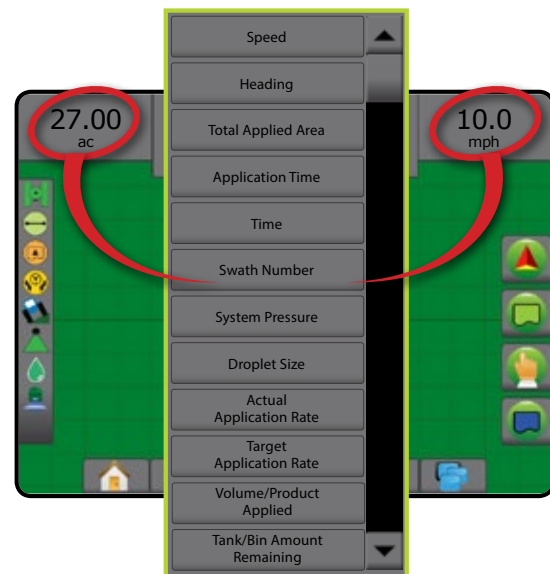 27.00
ac
10.0
mph
Speed
Heading
Total Applied Area
Application Time
Time
Swath Number
System Pressure
Droplet Size
Actual
Application Rate
Target
Application Rate
Volume/Product
Applied
Tank/Bin Amount
Remaining